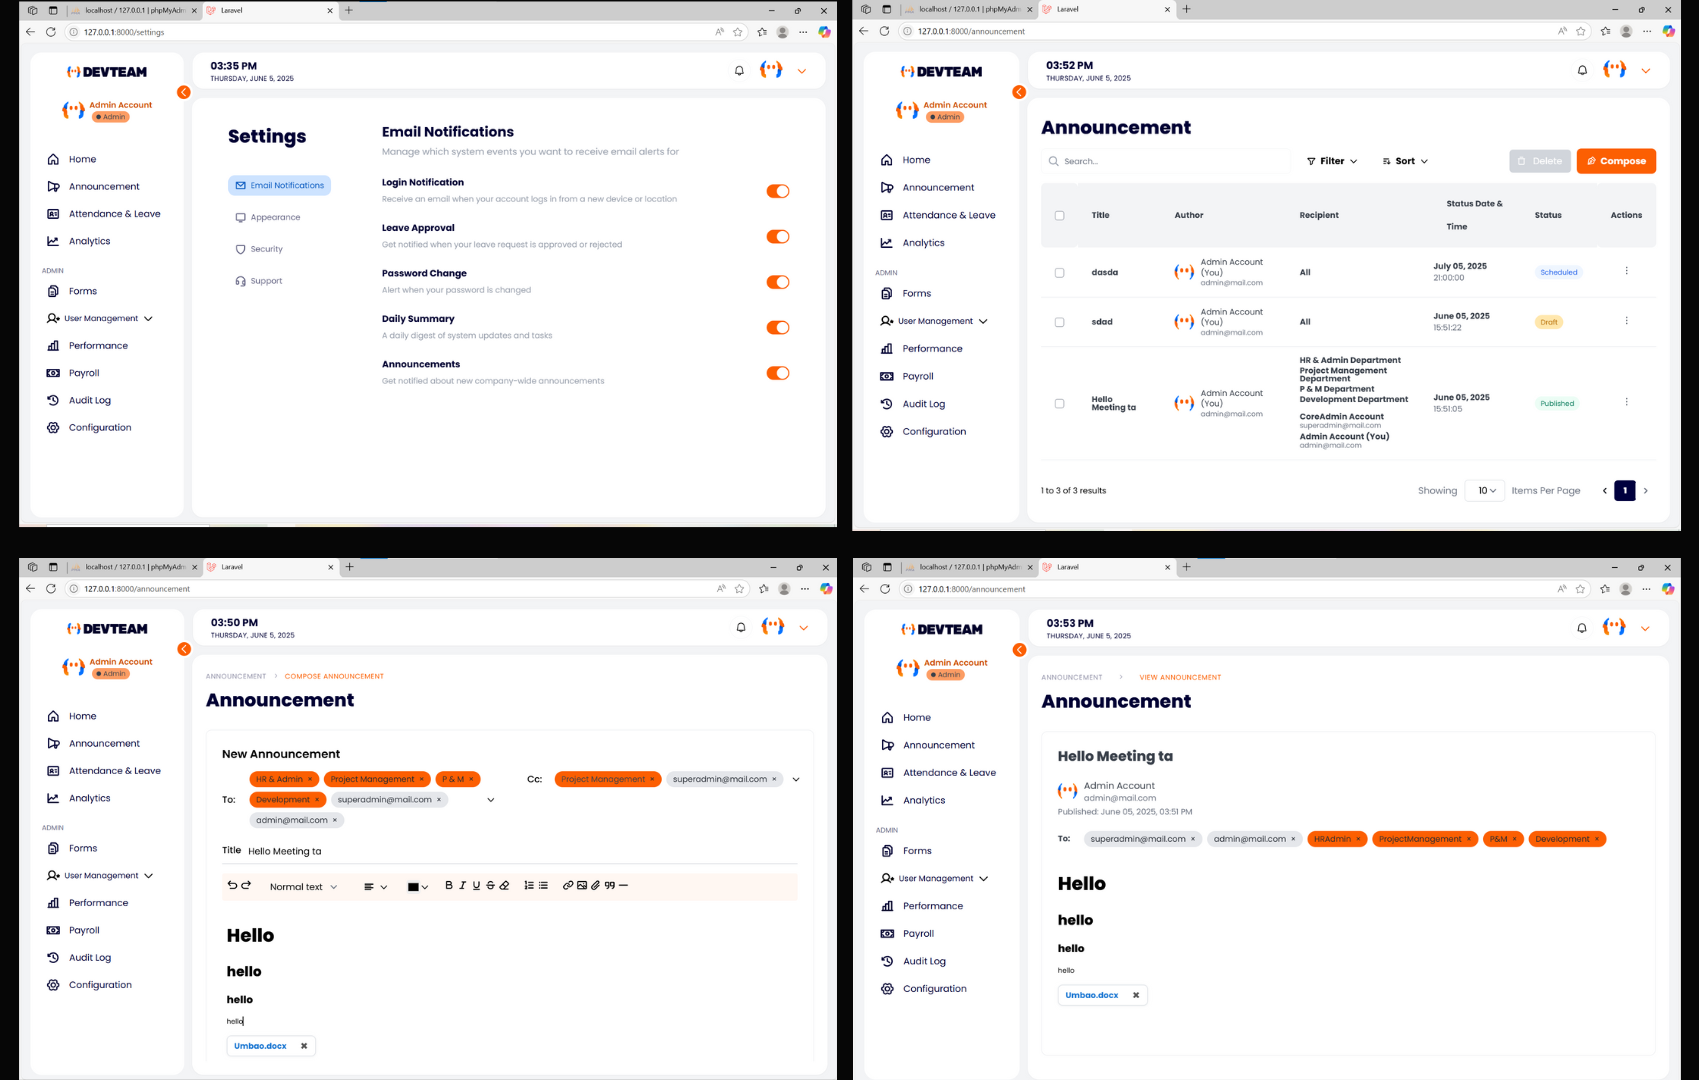 localhost / 127.0.0.1 | phpMyAdm
Laravel
127.0.0.1:8000/settings
DEVTEAM
Admin Account
Admin
Home
Announcement
Attendance & Leave
Analytics
ADMIN
Forms
User Management
Performance
Payroll
Audit Log
Configuration
03:35 PM
THURSDAY, JUNE 5, 2025
Settings
Email Notifications
Appearance
Security
Support
Email Notifications
Manage which system events you want to receive email alerts for
Login Notification
Receive an email when your account logs in from a new device or location
Leave Approval
Get notified when your leave request is approved or rejected
Password Change
Alert when your password is changed
Daily Summary
A daily digest of system updates and tasks
Announcements
Get notified about new company-wide announcements
localhost / 127.0.0.1 | phpMyAdm
Laravel
127.0.0.1:8000/announcement
DEVTEAM
Admin Account
Admin
Home
Announcement
Attendance & Leave
Analytics
ADMIN
Forms
User Management
Performance
Payroll
Audit Log
Configuration
03:52 PM
THURSDAY, JUNE 5, 2025
Announcement
Search...
Filter
Sort
Delete
Compose
Title
Author
Recipient
Status Date &
Time
Status
Actions
dasda
Admin Account
(You)
admin@mail.com
All
July 05, 2025
21:00:00
Scheduled
sdad
Admin Account
(You)
admin@mail.com
All
June 05, 2025
15:51:22
Draft
Hello
Meeting ta
Admin Account
(You)
admin@mail.com
HR & Admin Department
Project Management
Department
P & M Department
Development Department
CoreAdmin Account
superadmin@mail.com
Admin Account (You)
admin@mail.com
June 05, 2025
15:51:05
Published
1 to 3 of 3 results
Showing 10 Items Per Page
1
localhost / 127.0.0.1 | phpMyAdm
Laravel
127.0.0.1:8000/announcement
DEVTEAM
Admin Account
Admin
Home
Announcement
Attendance & Leave
Analytics
ADMIN
Forms
User Management
Performance
Payroll
Audit Log
Configuration
03:50 PM
THURSDAY, JUNE 5, 2025
ANNOUNCEMENT > COMPOSE ANNOUNCEMENT
Announcement
New Announcement
To:
HR & Admin × Project Management × P & M ×
Development × superadmin@mail.com ×
admin@mail.com ×
Cc: Project Management × superadmin@mail.com ×
Title Hello Meeting ta
Normal text
B I U S
Hello
hello
hello
hello
Umbao.docx ✖
localhost / 127.0.0.1 | phpMyAdm
Laravel
127.0.0.1:8000/announcement
DEVTEAM
Admin Account
Admin
Home
Announcement
Attendance & Leave
Analytics
ADMIN
Forms
User Management
Performance
Payroll
Audit Log
Configuration
03:53 PM
THURSDAY, JUNE 5, 2025
ANNOUNCEMENT > VIEW ANNOUNCEMENT
Announcement
Hello Meeting ta
Admin Account
admin@mail.com
Published: June 05, 2025, 03:51 PM
To: superadmin@mail.com × admin@mail.com × HRAdmin × ProjectManagement × P&M × Development ×
Hello
hello
hello
hello
Umbao.docx ✖